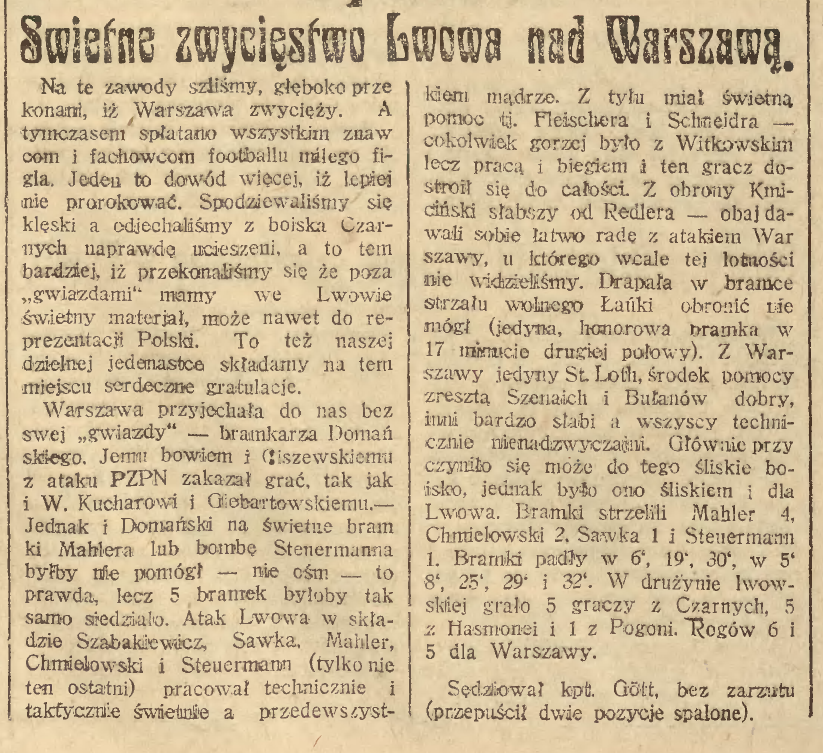 Swietne zwycięstwo Lwowa nad Warszawą.
Na te zawody szliśmy, głęboko prze
konani, iż Warszawa zwycięży. A
tymczasem spłatano wszystkim znaw
com i fachowcom footballu miłego fi-
gla. Jeden to dowód więcej, iż lepiej
nie prorokować. Spodziewaliśmy się
klęski a odjechaliśmy z boiska Czar-
nych naprawdę ucieszeni, a to tem
bardziej, iż przekonaliśmy się że poza
„gwiazdami“ mamy we Lwowie
świetny materjał, może nawet do re-
prezentacji Polski. To też naszej
dzielnej jedenastce składamy na tem
miejscu serdeczne gratulacje.
Warszawa przyjechała do nas bez
swej „gwiazdy“ — bramkarza Domań
skiego. Jemu bowiem i Ciszewskiemu
z ataku PZPN zakazał grać, tak jak
i W. Kucharowi i Giebartowskiemu.—
Jednak i Domański na świetne bram
ki Mahlera lub bombę Steuermanna
byłby nie pomógł — nie ośm — to
prawda, lecz 5 bramek byłoby tak
samo siedziało. Atak Lwowa w skła-
dzie Szabakiewicz, Sawka, Mahler,
Chmielowski i Steuermann (tylko nie
ten ostatni) pracował technicznie i
taktycznie świetnie a przedewszyst-
kiem mądrze. Z tyłu miał świetną
pomoc tj. Fleischera i Schneidra —
cokolwiek gorzej było z Witkowskim
lecz pracą i biegiem i ten gracz do-
stroił się do całości. Z obrony Kmi-
ciński słabszy od Redlera — obaj da-
wali sobie łatwo radę z atakiem War
szawy, u którego wcale tej lotności
nie widzieliśmy. Drapała w bramce
strzału wolnego Łańki obronić nie
mógł (jedyna, honorowa bramka w
17 minucie drugiej połowy). Z War-
szawy jedyny St. Loth, środek pomocy
zresztą Szenaich i Bułanów dobry,
inni bardzo słabi a wszyscy techni-
cznie nienadzwyczajni. Głównie przy
czyniło się może do tego śliskie bo-
isko, jednak było ono śliskiem i dla
Lwowa. Bramki strzelili Mahler 4,
Chmielowski 2, Sawka 1 i Steuermann
1. Bramki padły w 6‘, 19‘, 30‘, w 5‘
8‘, 25‘, 29‘ i 32‘. W drużynie lwow-
skiej grało 5 graczy z Czarnych, 5
z Hasmonei i 1 z Pogoni. Rogów 6 i
5 dla Warszawy.
Sędziował kpt. Gött, bez zarzutu
(przepuścił dwie pozycje spalone).